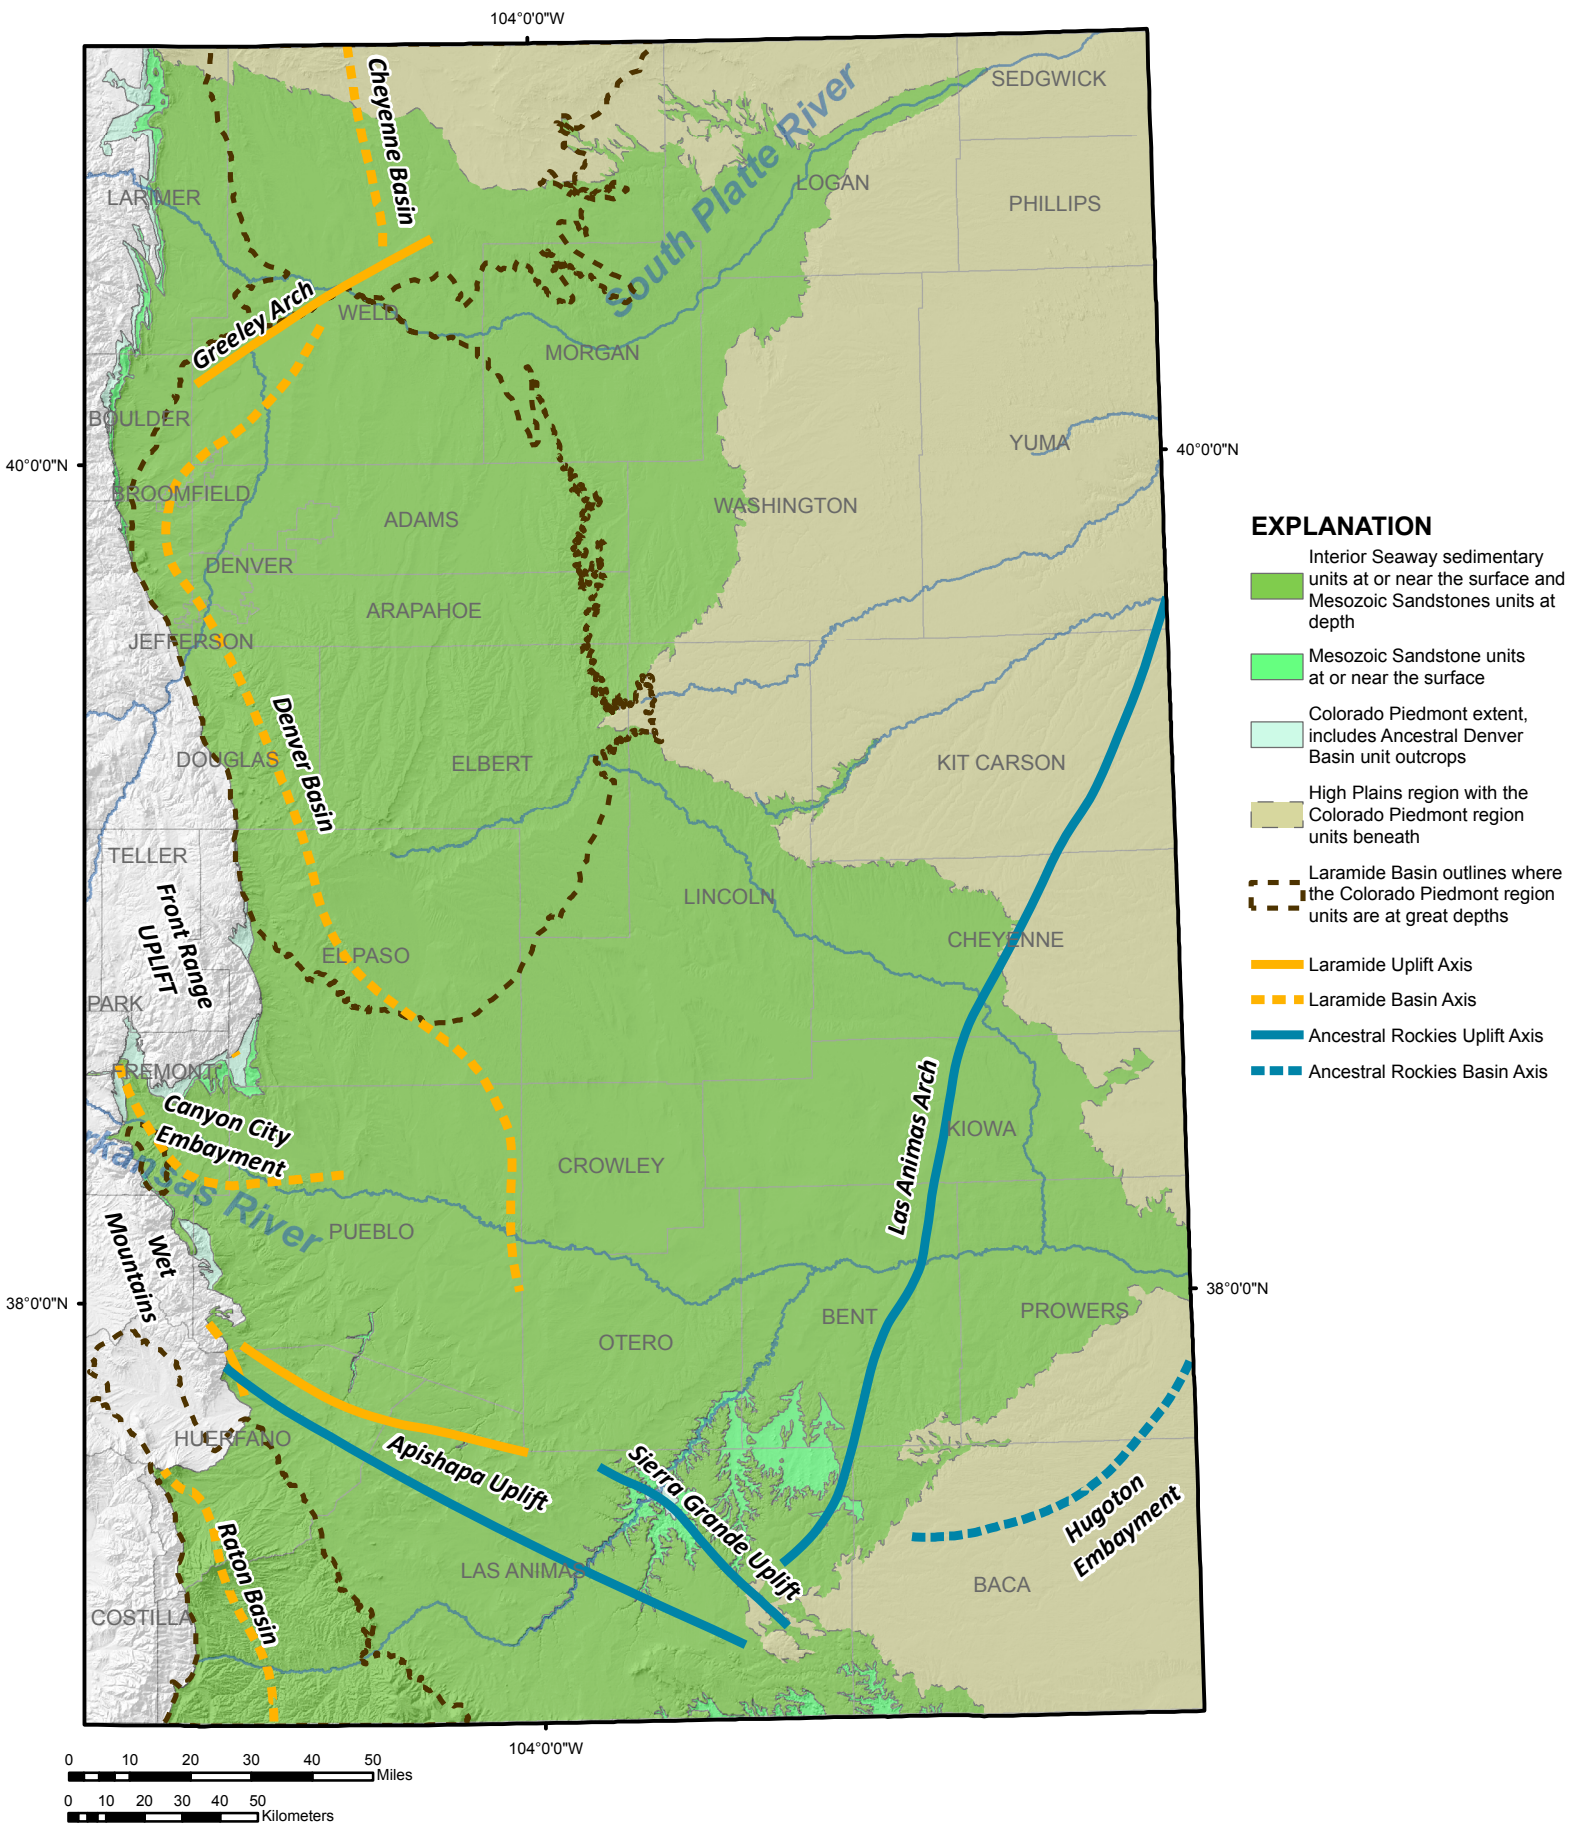 104°0'0"W
SEDGWICK
Cheyenne Basin
South Platte River
LARIMER
LOGAN
PHILLIPS
Greeley Arch
WELD
MORGAN
BOULDER
40°0'0"N
YUMA
40°0'0"N
BROOMFIELD
WASHINGTON
ADAMS
DENVER
ARAPAHOE
JEFFERSON
Denver Basin
DOUGLAS
ELBERT
KIT CARSON
TELLER
LINCOLN
Front Range
UPLIFT
CHEYENNE
EL PASO
PARK
FREMONT
Las Animas Arch
Canyon City
Embayment
KIOWA
CROWLEY
rkansas River
PUEBLO
Wet
Mountains
38°0'0"N
38°0'0"N
BENT
PROWERS
OTERO
HUERFANO
Apishapa Uplift
Sierra Grande Uplift
Hugoton
Embayment
Raton Basin
LAS ANIMAS
BACA
COSTILLA
104°0'0"W
EXPLANATION
Interior Seaway sedimentary
units at or near the surface and
Mesozoic Sandstones units at
depth
Mesozoic Sandstone units
at or near the surface
Colorado Piedmont extent,
includes Ancestral Denver
Basin unit outcrops
High Plains region with the
Colorado Piedmont region
units beneath
Laramide Basin outlines where
the Colorado Piedmont region
units are at great depths
Laramide Uplift Axis
Laramide Basin Axis
Ancestral Rockies Uplift Axis
Ancestral Rockies Basin Axis
0 10 20 30 40 50
Miles
0 10 20 30 40 50
Kilometers